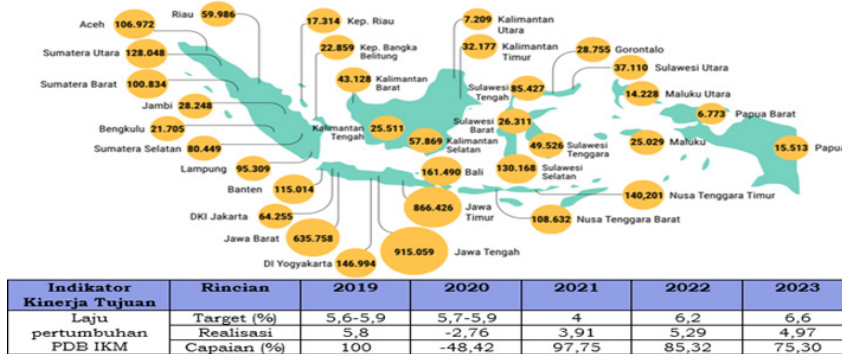 Aceh 106.972
Riau 59.986
17.314 Kep. Riau
7.209 Kalimantan
Utara
Sumatera Utara 128.048
22.859 Kep. Bangka
Belitung
32.177 Kalimantan
Timur
28.755 Gorontalo
37.110 Sulawesi Utara
Sumatera Barat 100.834
43.128 Kalimantan
Barat
Sulawesi
Tengah 85.427
14.228 Maluku Utara
Jambi 28.248
6.773 Papua Barat
Bengkulu 21.705
Kalimantan
Tengah 25.511
Sulawesi
Barat 26.311
Sumatera Selatan 80.449
57.869 Kalimantan
Selatan
49.526 Sulawesi
Tenggara
25.029 Maluku
15.513 Papua
Lampung 95.309
161.490 Bali
130.168 Sulawesi
Selatan
Banten 115.014
140,201 Nusa Tenggara Timur
DKI Jakarta 64.255
866.426 Jawa
Timur
108.632 Nusa Tenggara Barat
Jawa Barat 635.758
915.059 Jawa Tengah
DI Yogyakarta 146.994
Indikator
Kinerja Tujuan
Rincian 2019 2020 2021 2022 2023
Laju
pertumbuhan
PDB IKM
Target (%) 5,6-5,9 5,7-5,9 4 6,2 6,6
Realisasi 5,8 -2,76 3,91 5,29 4,97
Capaian (%) 100 -48,42 97,75 85,32 75,30